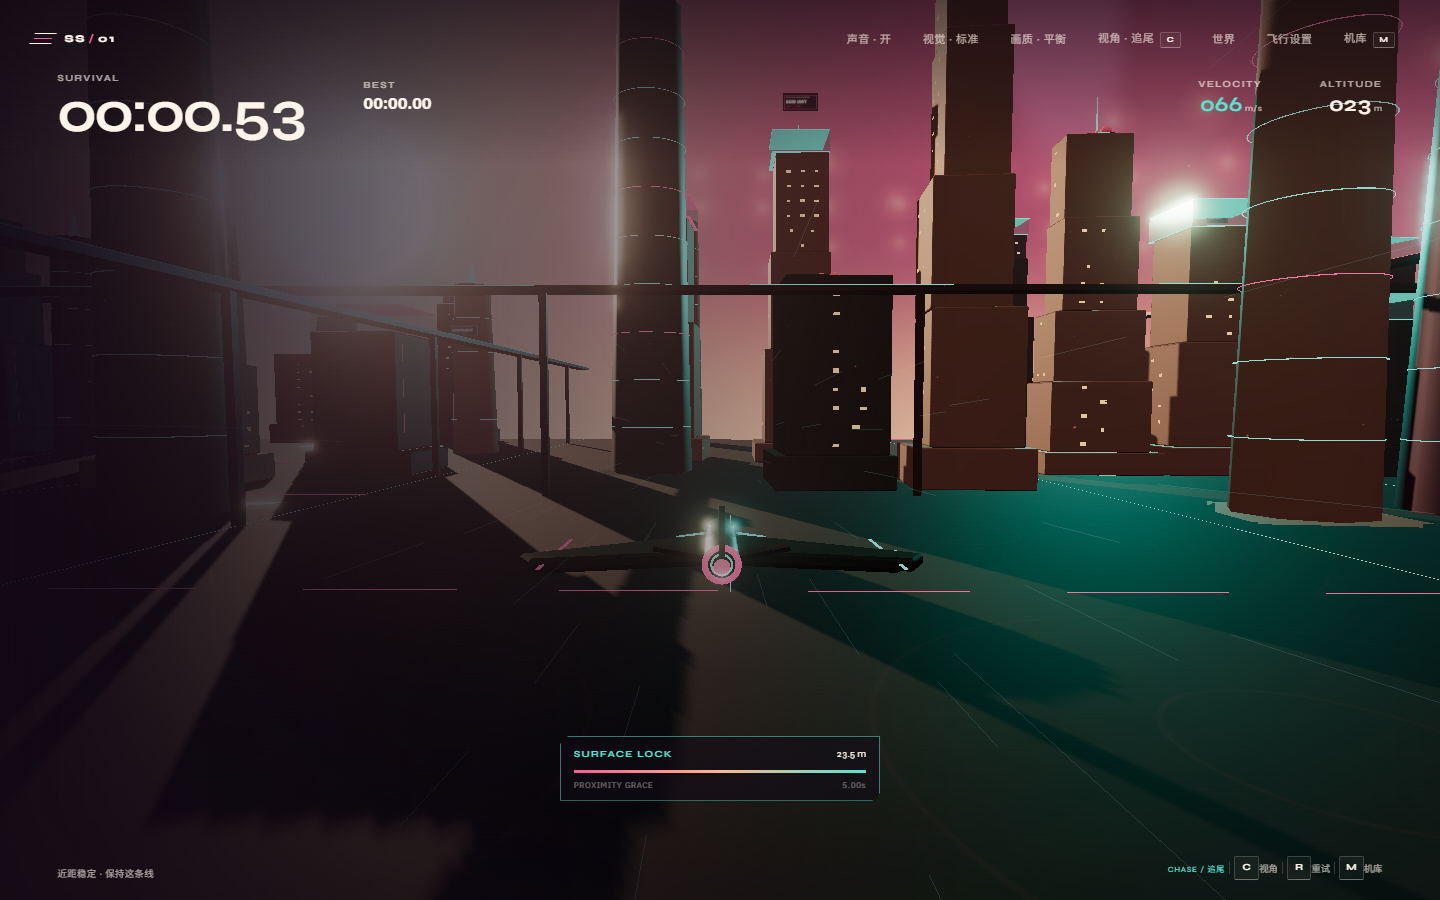 SS / 01
声音 · 开 视觉 · 标准 画质 · 平衡 视角 · 追尾 C 世界 飞行设置 机库 M
SURVIVAL
00:00.53
BEST
00:00.00
VELOCITY
066 m/s
ALTITUDE
023 m
SURFACE LOCK 23.5 m
PROXIMITY GRACE 5.00s
近距稳定 · 保持这条线
CHASE / 追尾 C 视角 R 重试 M 机库